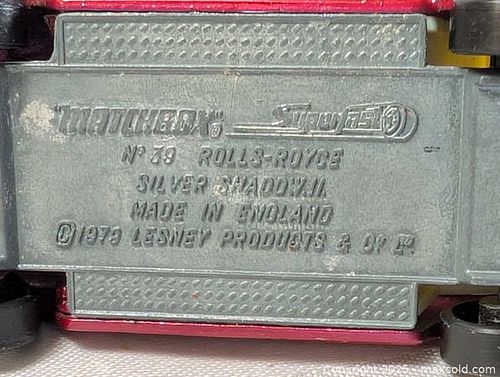 MATCHBOX Superfast
Nº 39 ROLLS-ROYCE
SILVER SHADOW.II.
MADE IN ENGLAND
© 1979 LESNEY PRODUCTS & Cº Lᴰ.
Copyright 2025 - maxsold.com